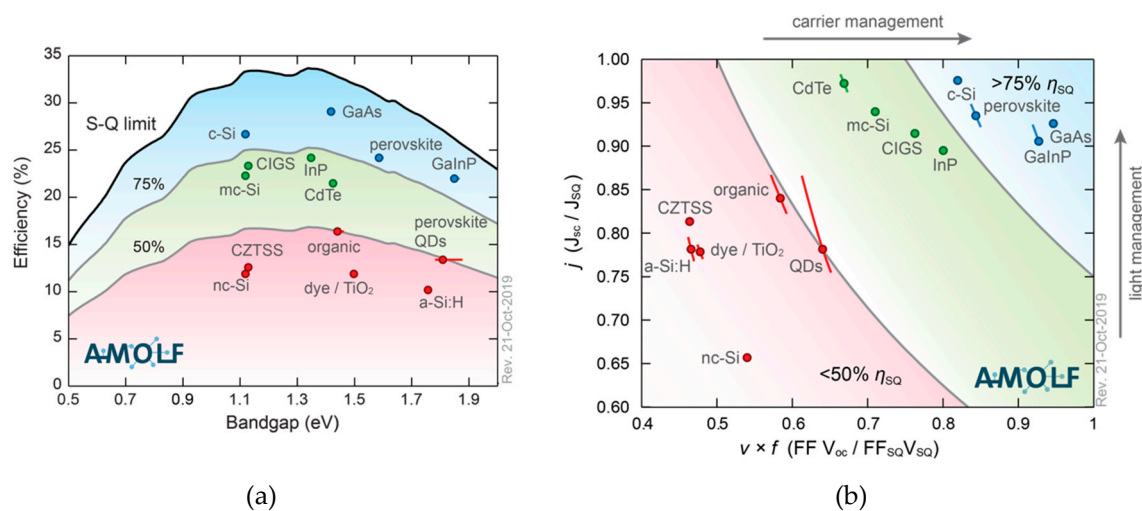 35
30
25
20
15
10
5
0
Efficiency (%)
S-Q limit
75%
50%
GaAs
c-Si
perovskite
CIGS
InP
GaInP
mc-Si
CdTe
perovskite
QDs
CZTSS
organic
nc-Si
dye / TiO₂
a-Si:H
AMOLF
Rev. 21-Oct-2019
0.5 0.7 0.9 1.1 1.3 1.5 1.7 1.9
Bandgap (eV)
(a)
carrier management
1.00
0.95
0.90
0.85
0.80
0.75
0.70
0.65
0.60
j (Jsc / JSQ)
CdTe
c-Si
>75% ηSQ
perovskite
mc-Si
GaAs
CIGS
InP
GaInP
organic
CZTSS
a-Si:H
dye / TiO₂
QDs
nc-Si
<50% ηSQ
AMOLF
Rev. 21-Oct-2019
light management
0.4 0.5 0.6 0.7 0.8 0.9 1
v × f (FF Voc / FFSQVSQ)
(b)